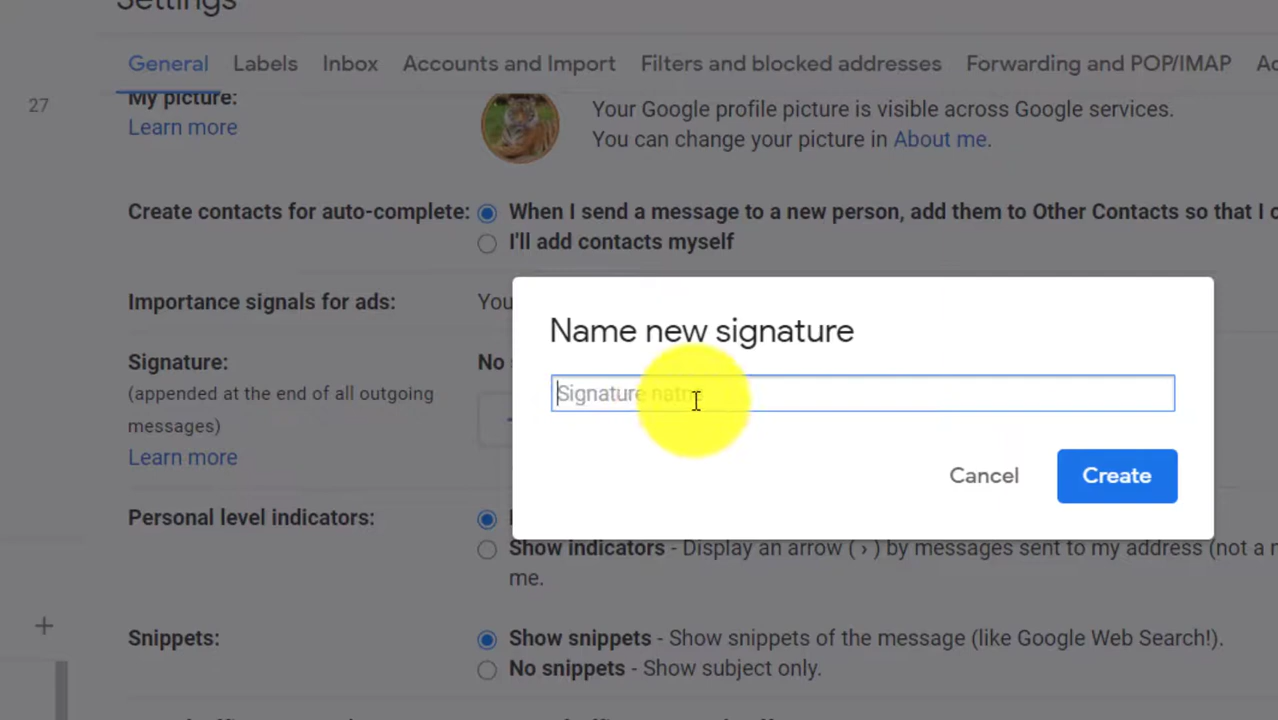 Settings
General Labels Inbox Accounts and Import Filters and blocked addresses Forwarding and POP/IMAP
27
My picture:
Learn more
Your Google profile picture is visible across Google services.
You can change your picture in About me.
Create contacts for auto-complete:
When I send a message to a new person, add them to Other Contacts so that I
I'll add contacts myself
Importance signals for ads:
You
Signature:
(appended at the end of all outgoing
messages)
Learn more
No
Name new signature
Signature name
Cancel Create
Personal level indicators:
Show indicators - Display an arrow ( › ) by messages sent to my address (not a
me.
+
Snippets:
Show snippets - Show snippets of the message (like Google Web Search!).
No snippets - Show subject only.